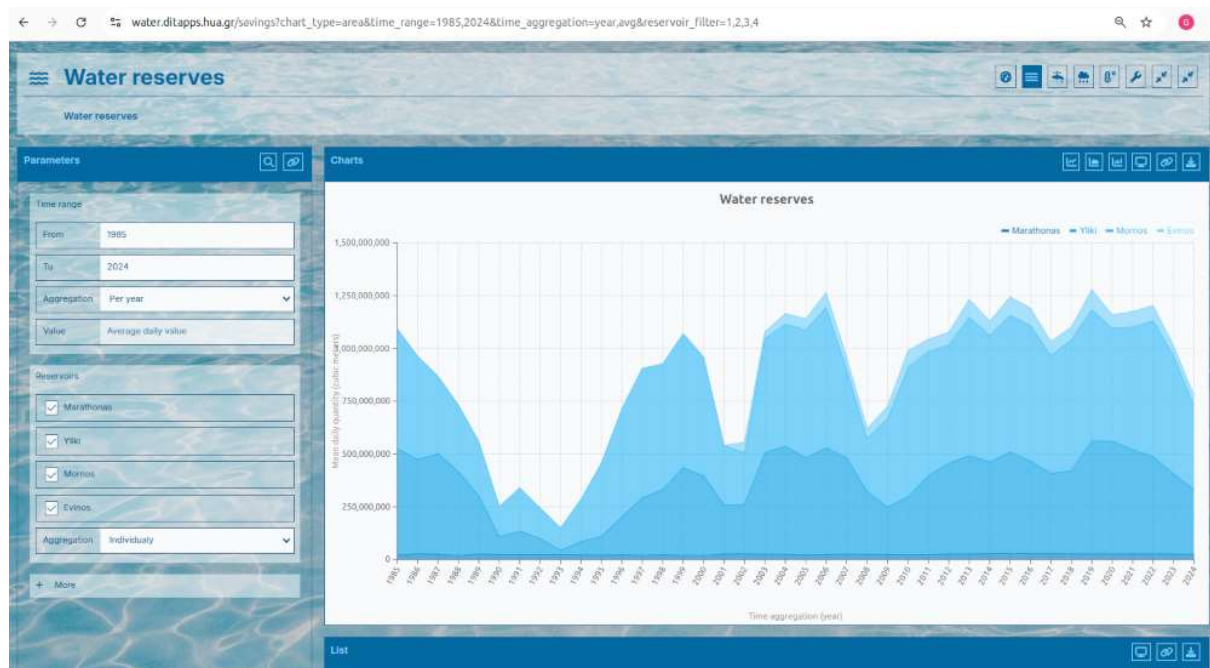 water.ditapps.hua.gr/savings?chart_type=area&time_range=1985,2024&time_aggregation=year,avg&reservoir_filter=1,2,3,4
G
Water reserves
Water reserves
Parameters
Time range
From 1985
To 2024
Aggregation Per year
Value Average daily value
Reservoirs
Marathonas
Yliki
Mornos
Evinos
Aggregation Individualy
+ More
Charts
Water reserves
Marathonas Yliki Mornos Evinos
1,500,000,000
1,250,000,000
1,000,000,000
750,000,000
500,000,000
250,000,000
0
Mean daily quantity (cubic meters)
1985 1986 1987 1988 1989 1990 1991 1992 1993 1994 1995 1996 1997 1998 1999 2000 2001 2002 2003 2004 2005 2006 2007 2008 2009 2010 2011 2012 2013 2014 2015 2016 2017 2018 2019 2020 2021 2022 2023 2024
Time aggregation (year)
List